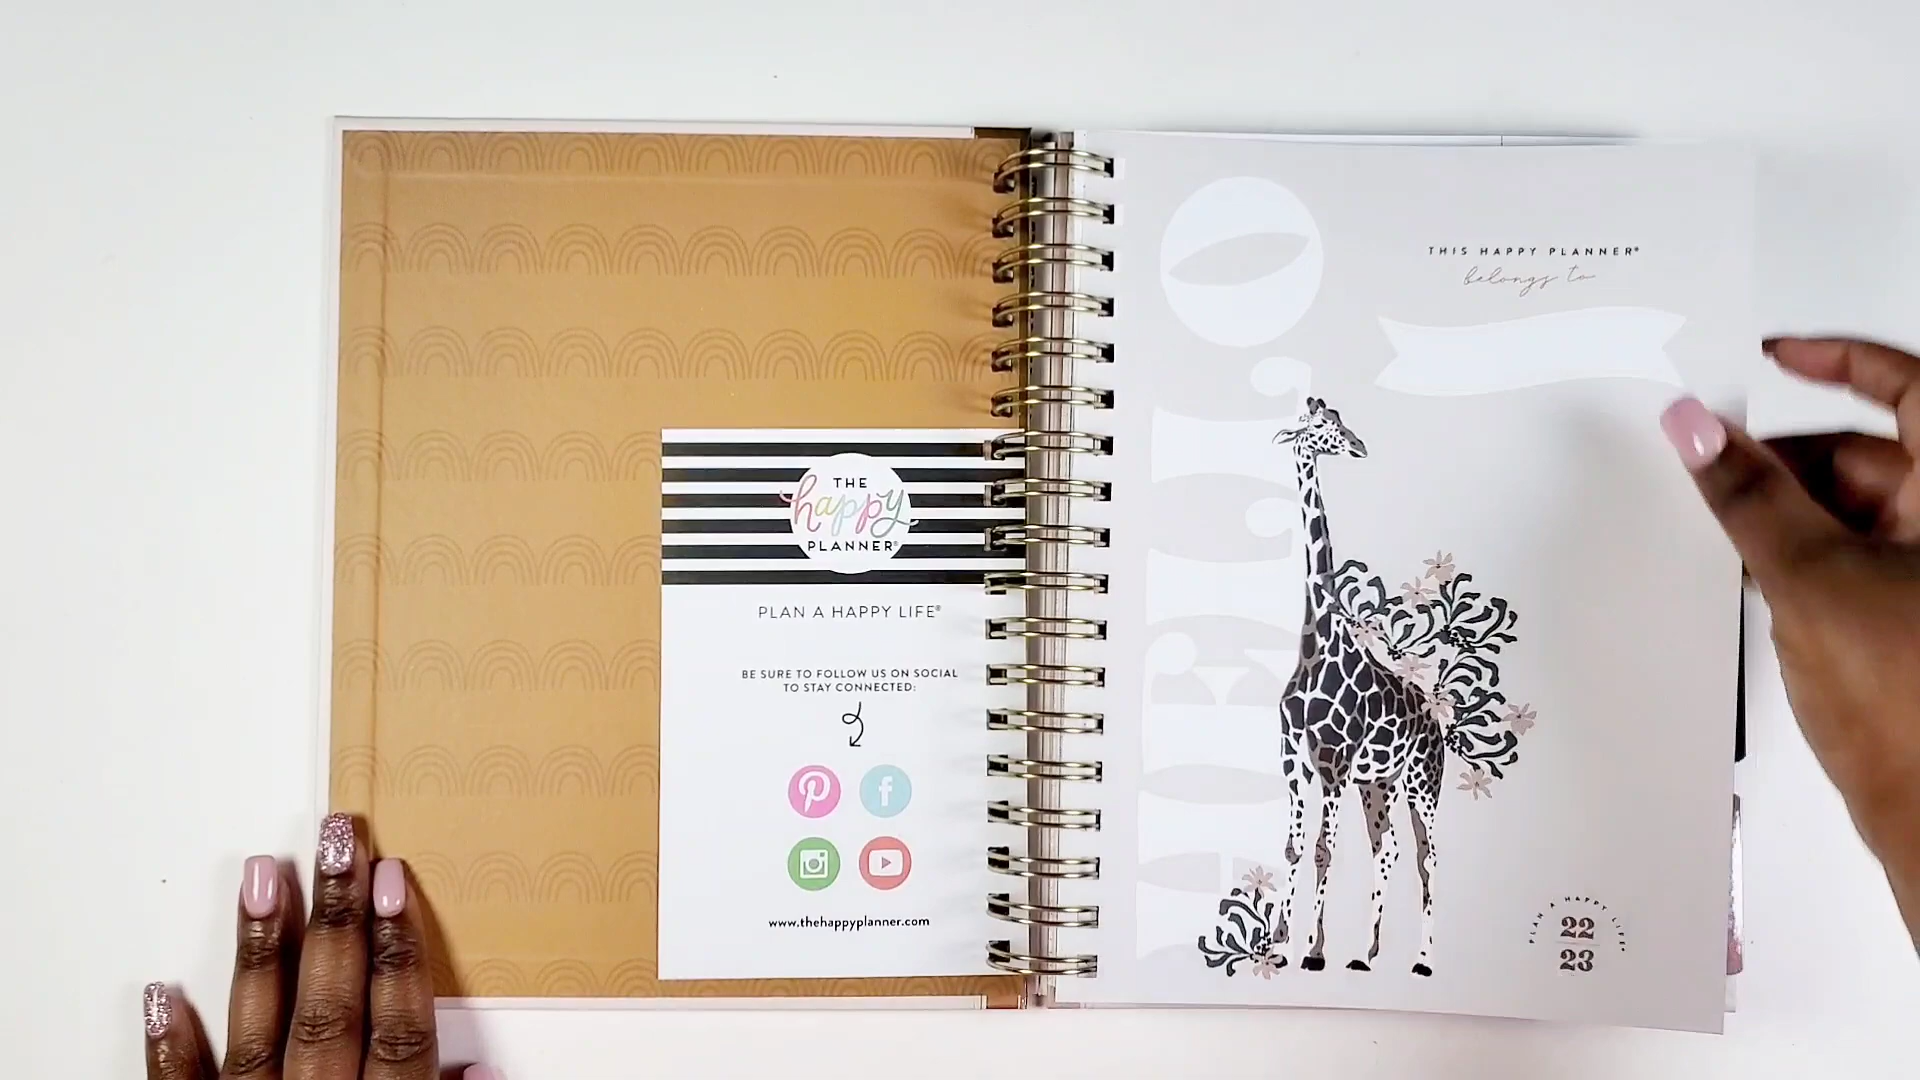 THE
happy
PLANNER®
PLAN A HAPPY LIFE®
BE SURE TO FOLLOW US ON SOCIAL
TO STAY CONNECTED:
www.thehappyplanner.com
HELLO
THIS HAPPY PLANNER®
belongs to
PLAN A HAPPY LIFE®
22
23